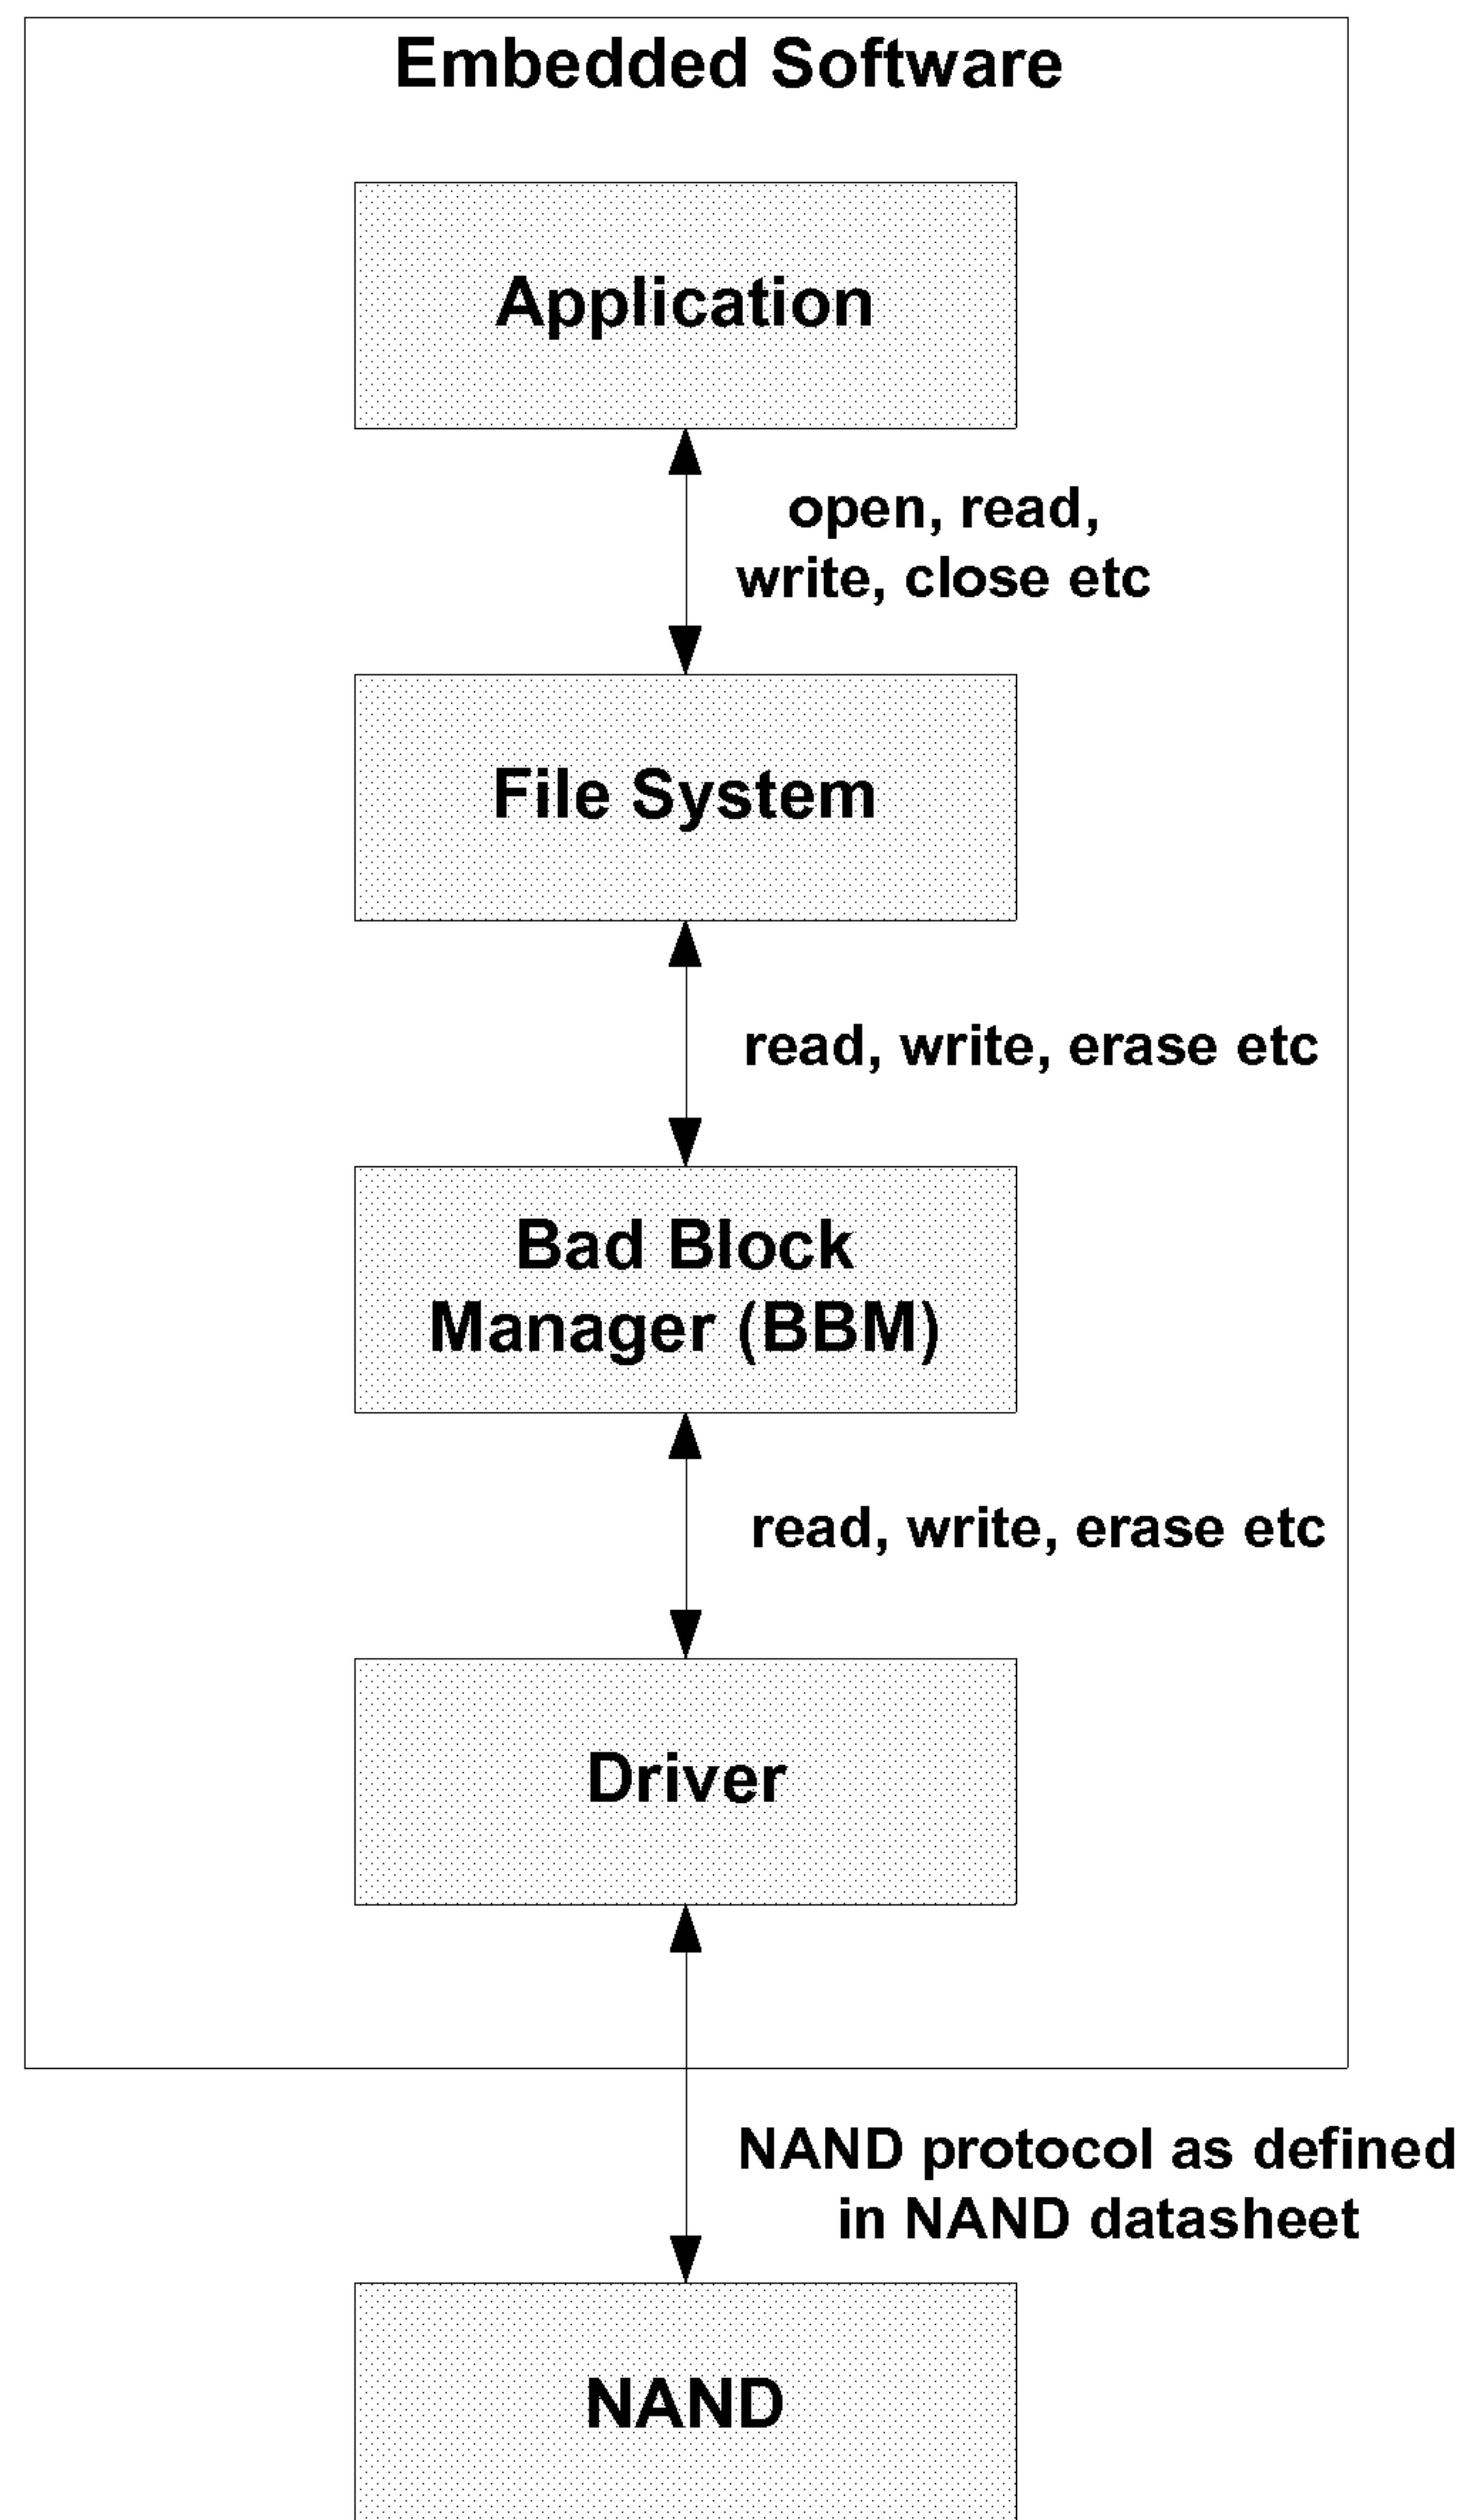 Embedded Software
Application
open, read,
write, close etc
File System
read, write, erase etc
Bad Block
Manager (BBM)
read, write, erase etc
Driver
NAND protocol as defined
in NAND datasheet
NAND